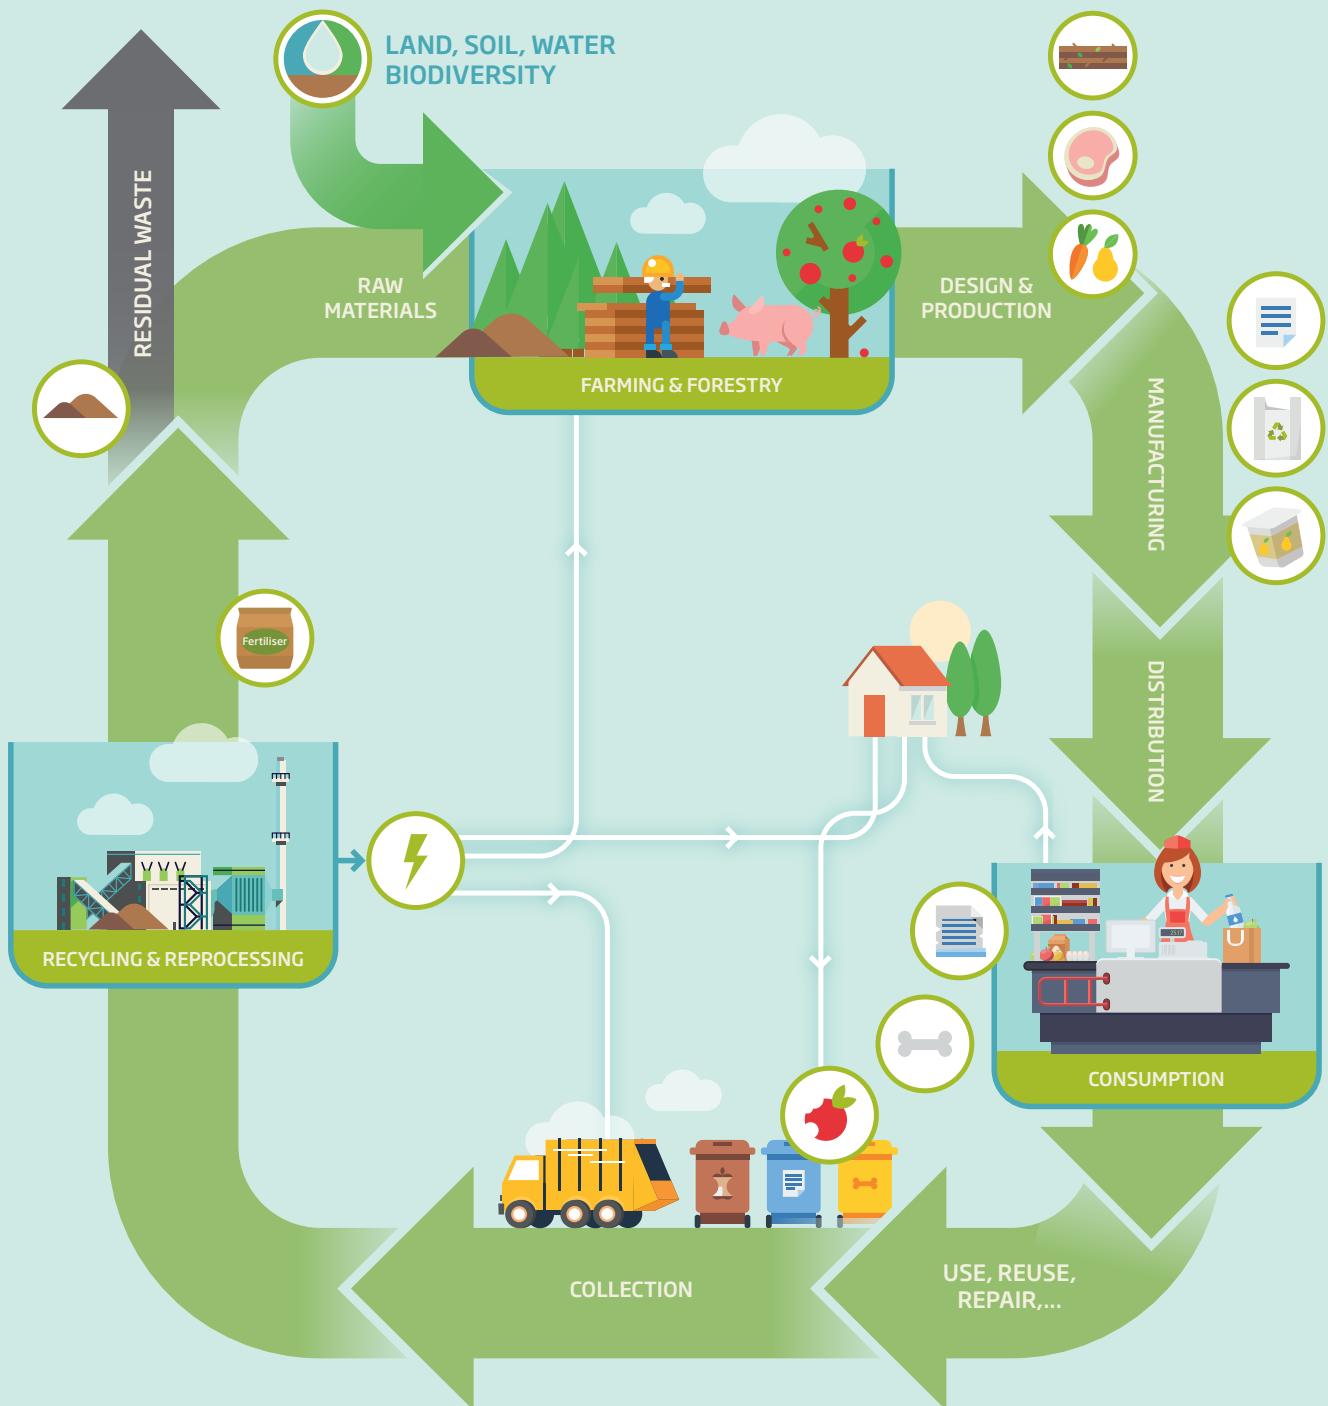 LAND, SOIL, WATER
BIODIVERSITY
RESIDUAL WASTE
RAW
MATERIALS
FARMING & FORESTRY
DESIGN &
PRODUCTION
MANUFACTURING
DISTRIBUTION
Fertiliser
RECYCLING & REPROCESSING
CONSUMPTION
COLLECTION
USE, REUSE,
REPAIR,...